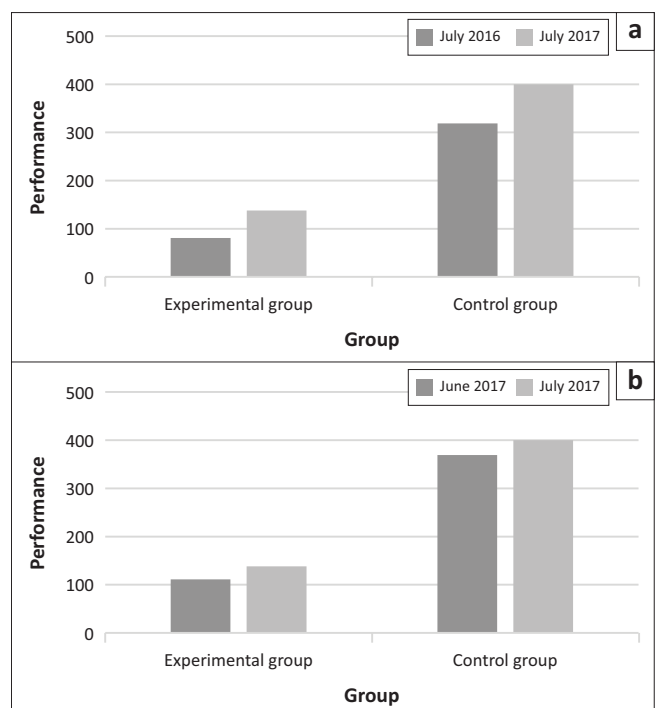 July 2016 July 2017
a
500
400
300
200
100
0
Performance
Experimental group Control group
Group
June 2017 July 2017
b
500
400
300
200
100
0
Performance
Experimental group Control group
Group